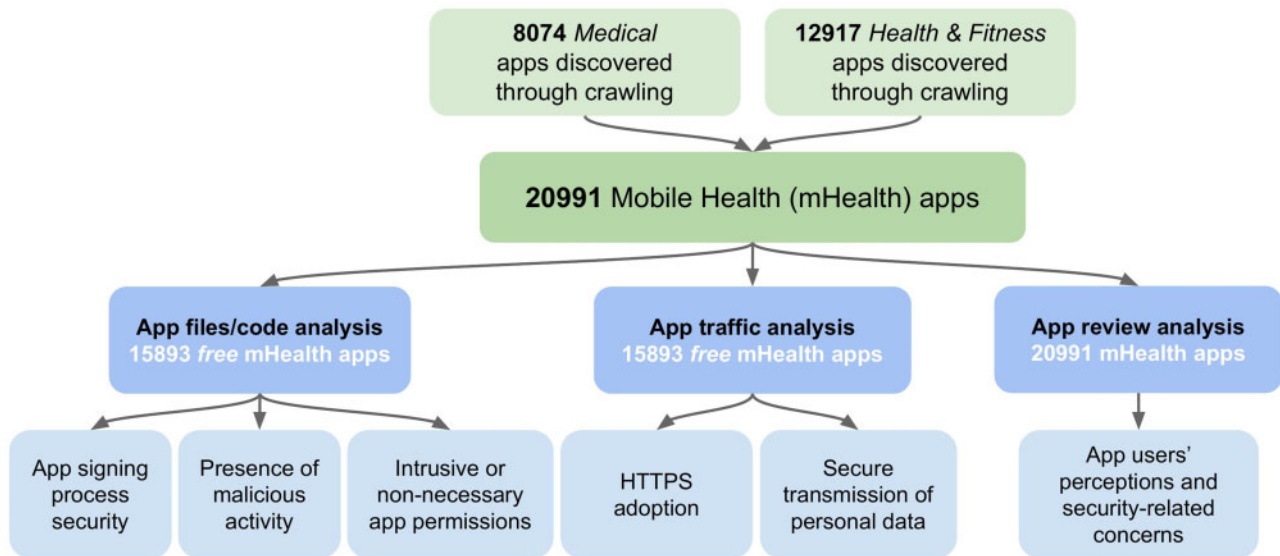 8074 Medical
apps discovered
through crawling
12917 Health & Fitness
apps discovered
through crawling
20991 Mobile Health (mHealth) apps
App files/code analysis
15893 free mHealth apps
App traffic analysis
15893 free mHealth apps
App review analysis
20991 mHealth apps
App signing
process
security
Presence of
malicious
activity
Intrusive or
non-necessary
app permissions
HTTPS
adoption
Secure
transmission of
personal data
App users’
perceptions and
security-related
concerns